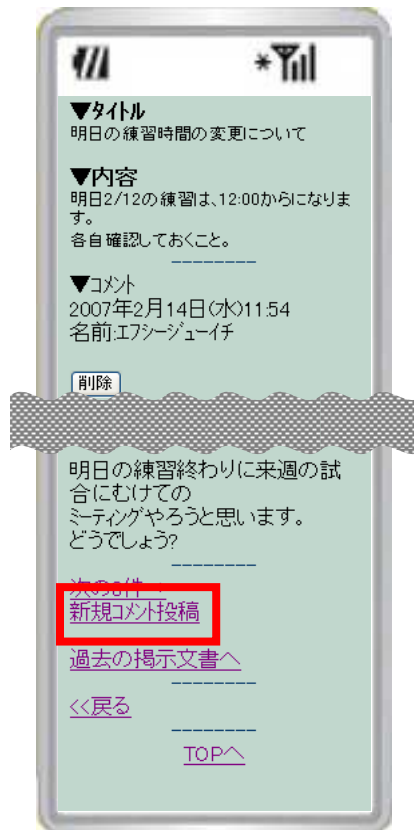 ▼タイトル
明日の練習時間の変更について
▼内容
明日2/12の練習は、12:00からになりま
す。
各自確認しておくこと。
▼コメント
2007年2月14日(水)11:54
名前:エフシージューイチ
削除
明日の練習終わりに来週の試
合にむけての
ミーティングやろうと思います。
どうでしょう?
新規コメント投稿
過去の掲示文書へ
<<戻る
TOPへ